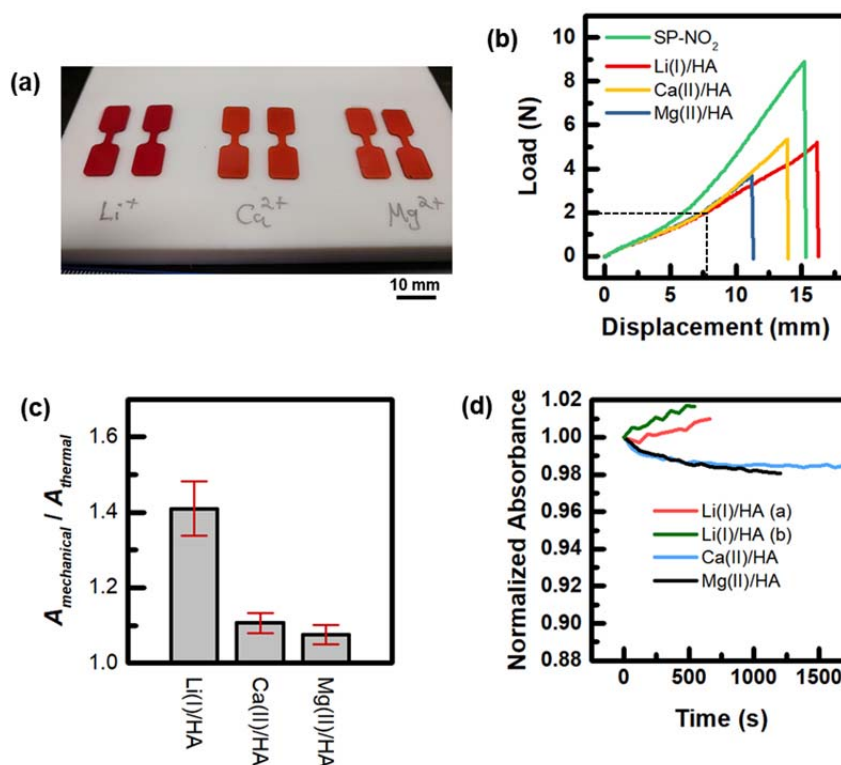 (a)
Li+
Ca2+
Mg2+
10 mm
(b)
Load (N)
10
8
6
4
2
0
SP-NO2
Li(I)/HA
Ca(II)/HA
Mg(II)/HA
0 5 10 15
Displacement (mm)
(c)
A mechanical / A thermal
1.6
1.4
1.2
1.1
1.0
Li(I)/HA
Ca(II)/HA
Mg(II)/HA
(d)
Normalized Absorbance
1.02
1.00
0.98
0.96
0.94
0.92
0.90
0.88
Li(I)/HA (a)
Li(I)/HA (b)
Ca(II)/HA
Mg(II)/HA
0 500 1000 1500
Time (s)